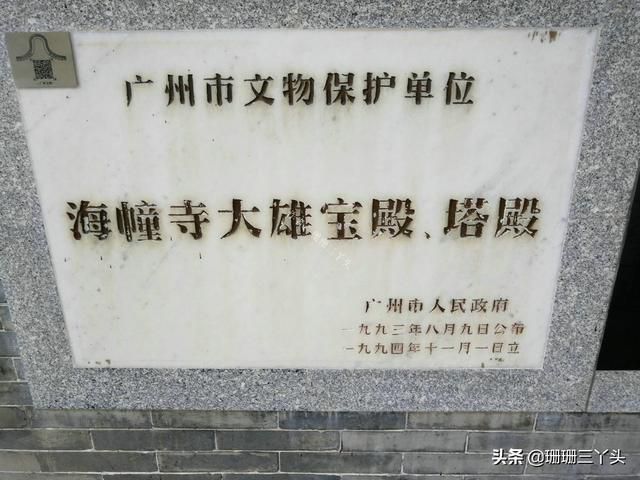 广州市文物保护单位
海幢寺大雄宝殿、塔殿
广州市人民政府
一九九三年八月九日公布
一九九四年十一月一日立
头条 @珊珊三丫头